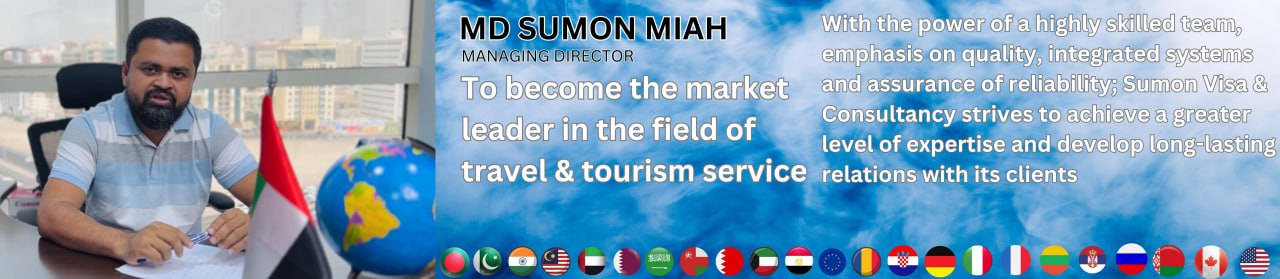 MD SUMON MIAH
MANAGING DIRECTOR
To become the market
leader in the field of
travel & tourism service
With the power of a highly skilled team,
emphasis on quality, integrated systems
and assurance of reliability; Sumon Visa &
Consultancy strives to achieve a greater
level of expertise and develop long-lasting
relations with its clients